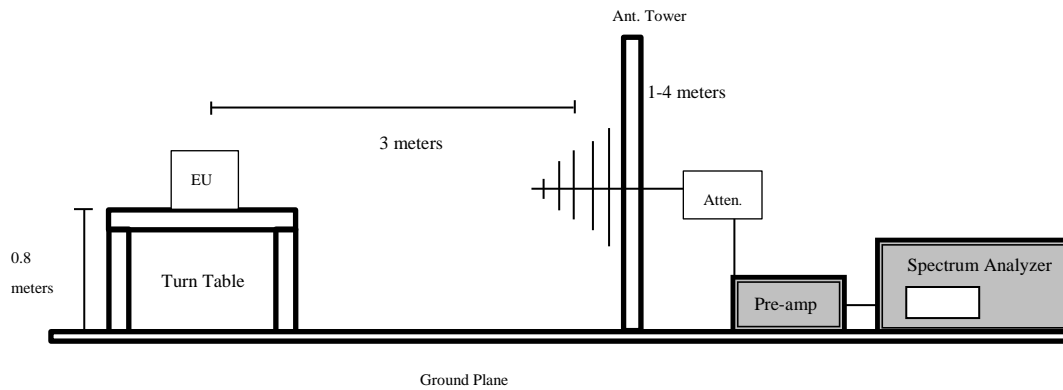 Ant. Tower
1-4 meters
3 meters
EU
Atten.
0.8
meters
Turn Table
Spectrum Analyzer
Pre-amp
Ground Plane